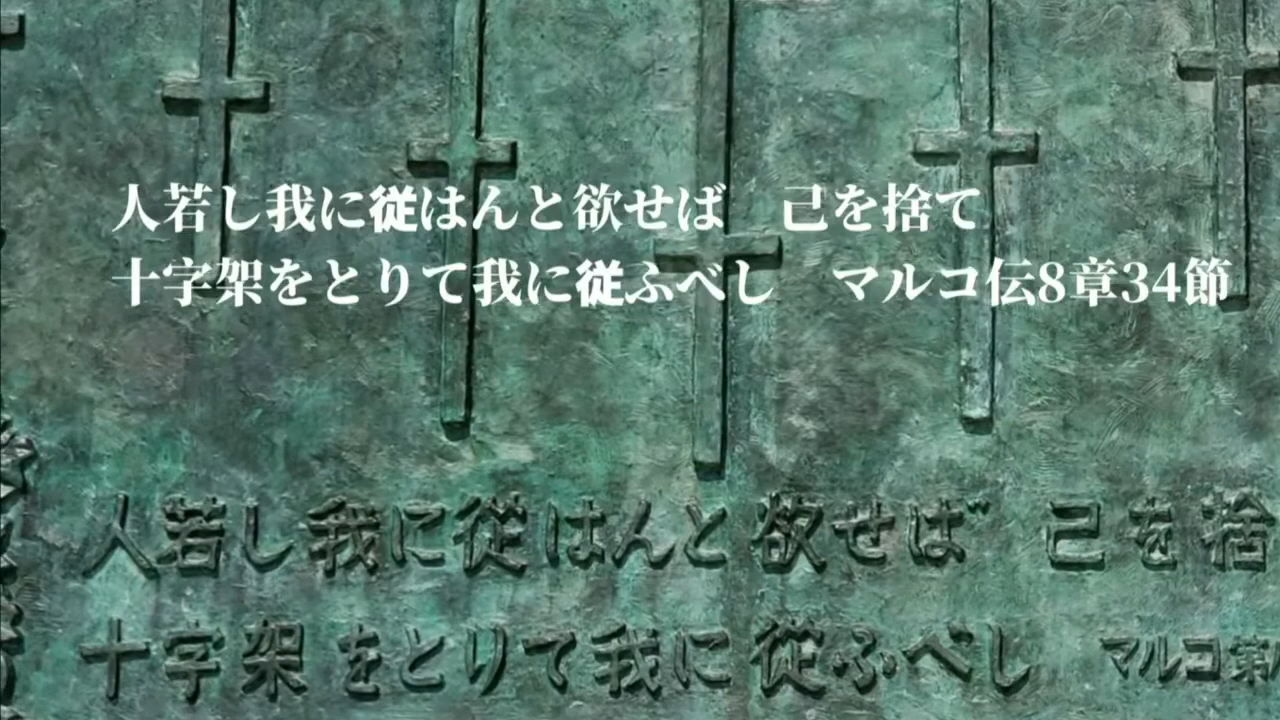 人若し我に従はんと欲せば　己を捨て
十字架をとりて我に従ふべし　マルコ伝8章34節
人若し我に從はんと欲せば　己を捨
十字架をとりて我に從ふべし　マルコ第